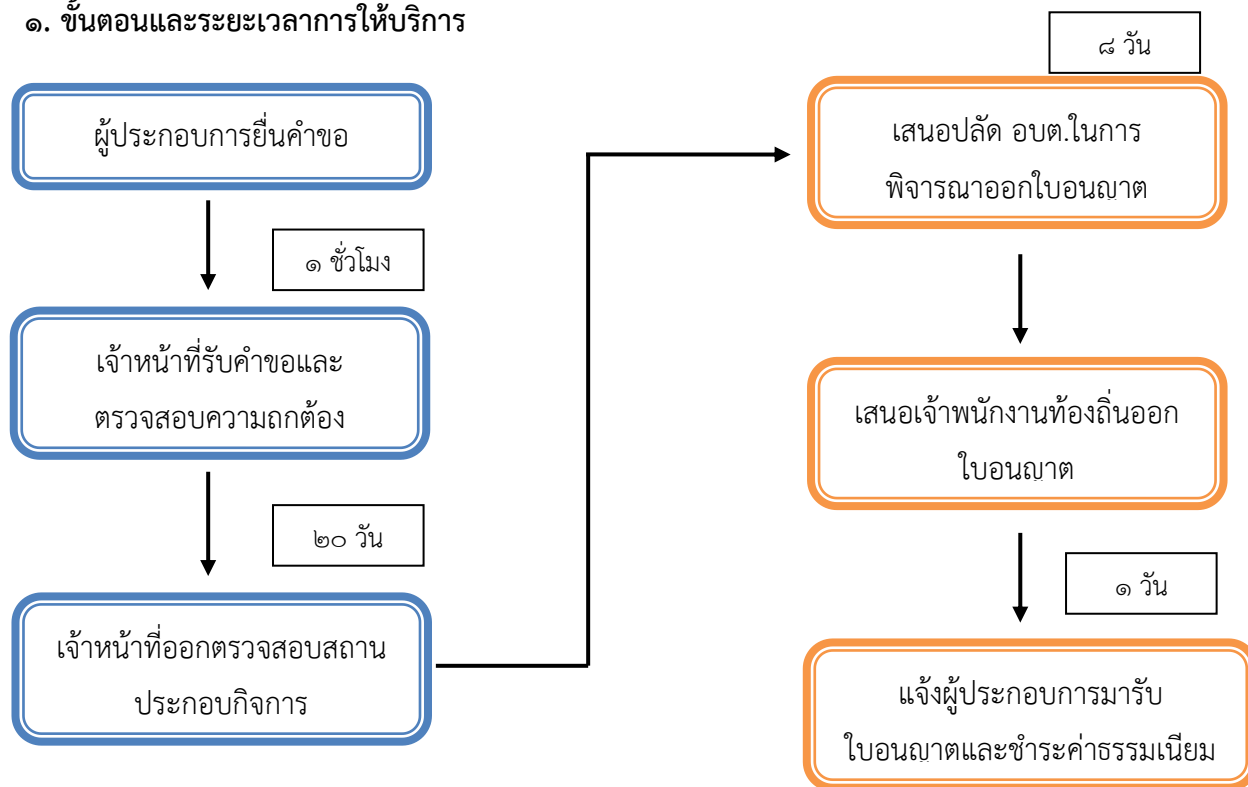 ๑. ขั้นตอนและระยะเวลาการให้บริการ
ผู้ประกอบการยื่นคำขอ
๑ ชั่วโมง
เจ้าหน้าที่รับคำขอและ
ตรวจสอบความถูกต้อง
๒๐ วัน
เจ้าหน้าที่ออกตรวจสอบสถาน
ประกอบกิจการ
๘ วัน
เสนอปลัด อบต.ในการ
พิจารณาออกใบอนุญาต
เสนอเจ้าพนักงานท้องถิ่นออก
ใบอนุญาต
๑ วัน
แจ้งผู้ประกอบการมารับ
ใบอนุญาตและชำระค่าธรรมเนียม